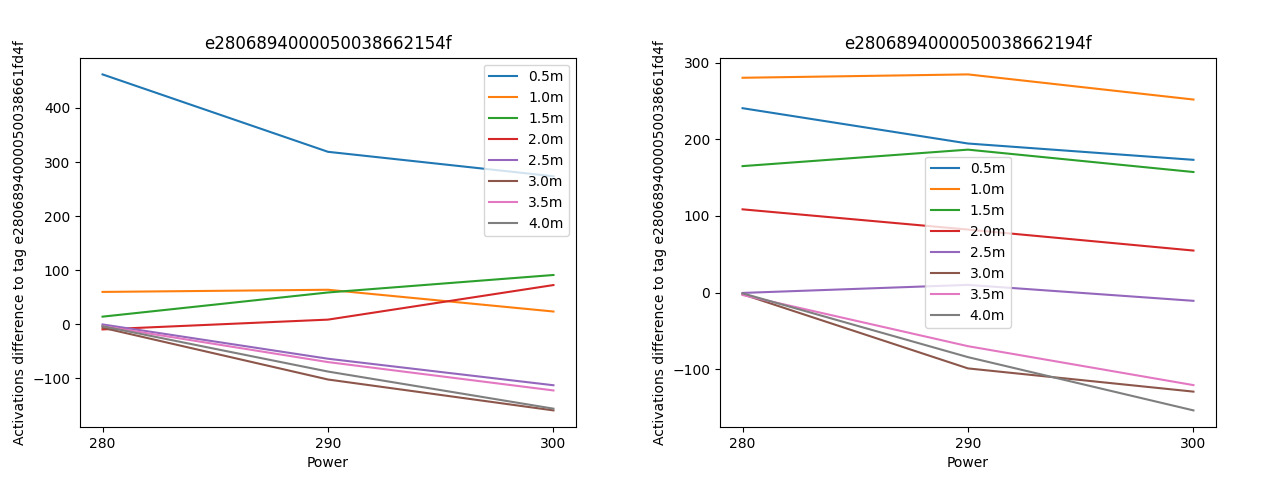 e2806894000050038662154f
Activations difference to tag e2806894000050038661fd4f
400
300
200
100
0
−100
280
290
300
Power
0.5m
1.0m
1.5m
2.0m
2.5m
3.0m
3.5m
4.0m
e2806894000050038662194f
Activations difference to tag e2806894000050038661fd4f
300
200
100
0
−100
280
290
300
Power
0.5m
1.0m
1.5m
2.0m
2.5m
3.0m
3.5m
4.0m